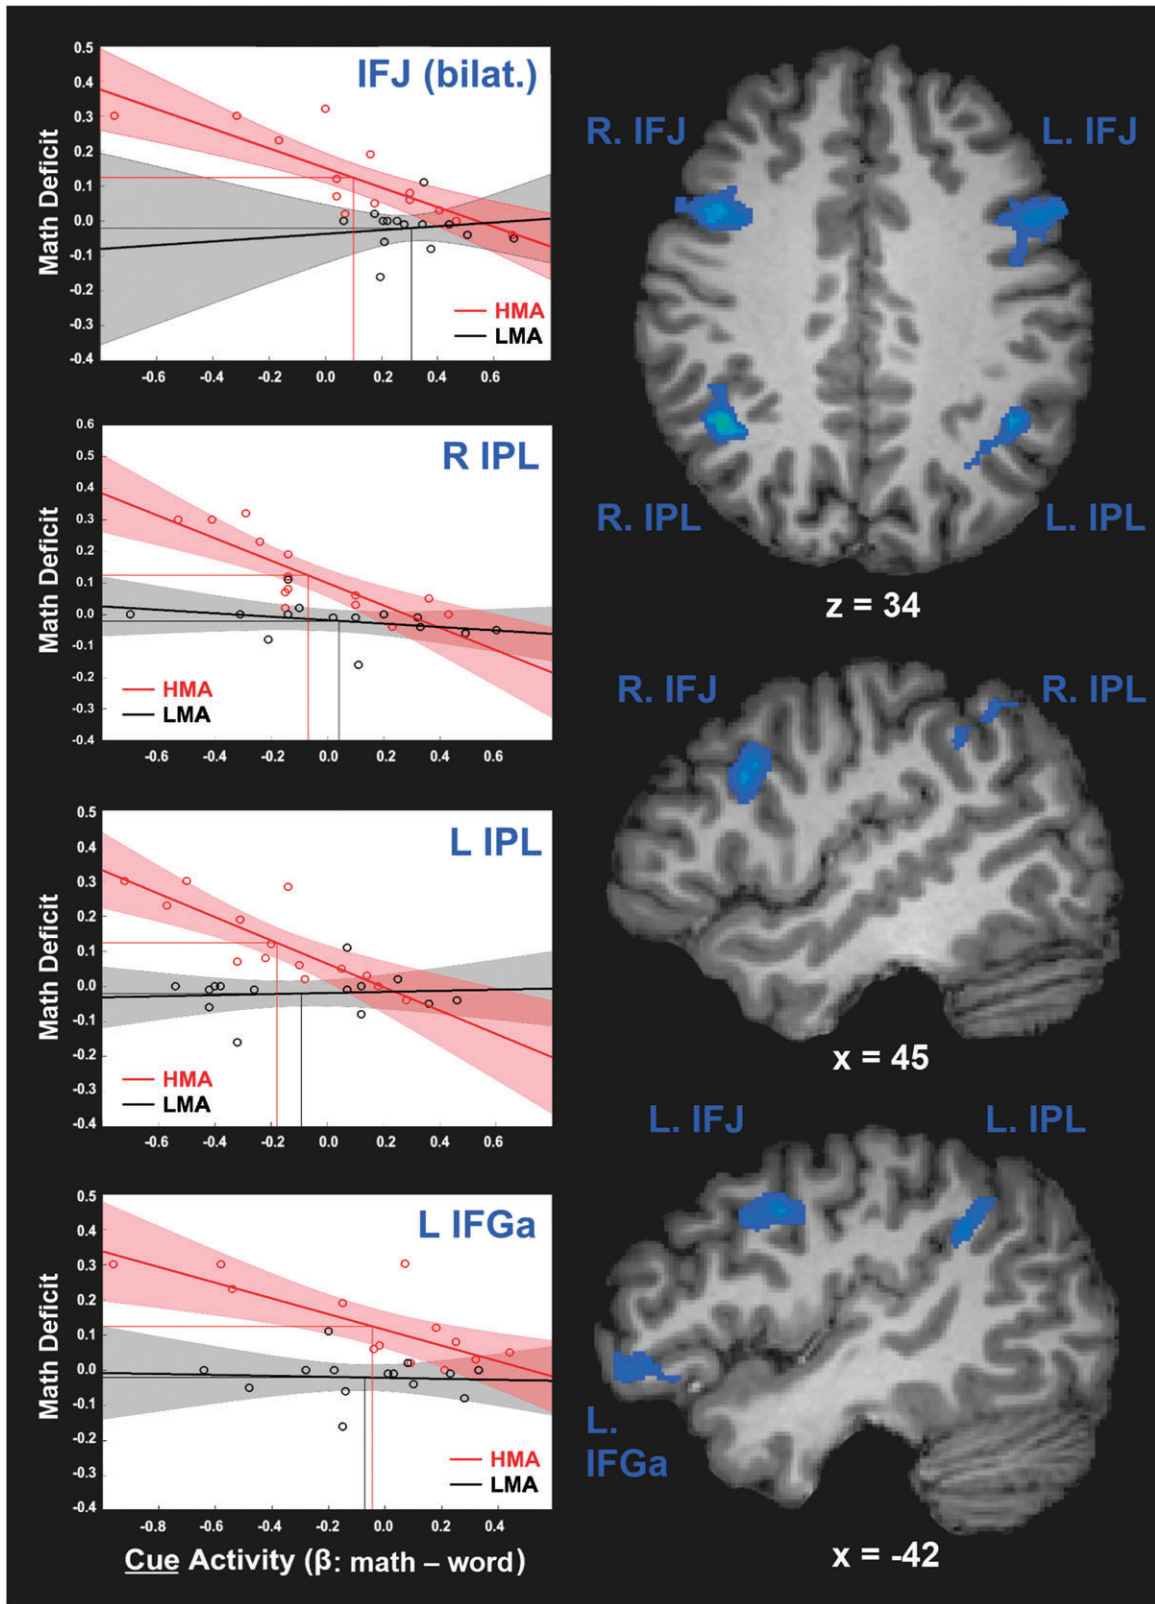 IFJ (bilat.)
Math Deficit
0.5
0.4
0.3
0.2
0.1
0.0
-0.1
-0.2
-0.3
-0.4
HMA
LMA
-0.6
-0.4
-0.2
0.0
0.2
0.4
0.6
R IPL
Math Deficit
0.6
0.5
0.4
0.3
0.2
0.1
0.0
-0.1
-0.2
-0.3
-0.4
HMA
LMA
-0.6
-0.4
-0.2
0.0
0.2
0.4
0.6
L IPL
Math Deficit
0.5
0.4
0.3
0.2
0.1
0.0
-0.1
-0.2
-0.3
-0.4
HMA
LMA
-0.6
-0.4
-0.2
0.0
0.2
0.4
0.6
L IFGa
Math Deficit
0.5
0.4
0.3
0.2
0.1
0.0
-0.1
-0.2
-0.3
-0.4
HMA
LMA
-0.8
-0.6
-0.4
-0.2
0.0
0.2
0.4
Cue Activity (β: math – word)
R. IFJ
L. IFJ
R. IPL
L. IPL
z = 34
R. IFJ
R. IPL
x = 45
L. IFJ
L. IPL
L.
IFGa
x = -42